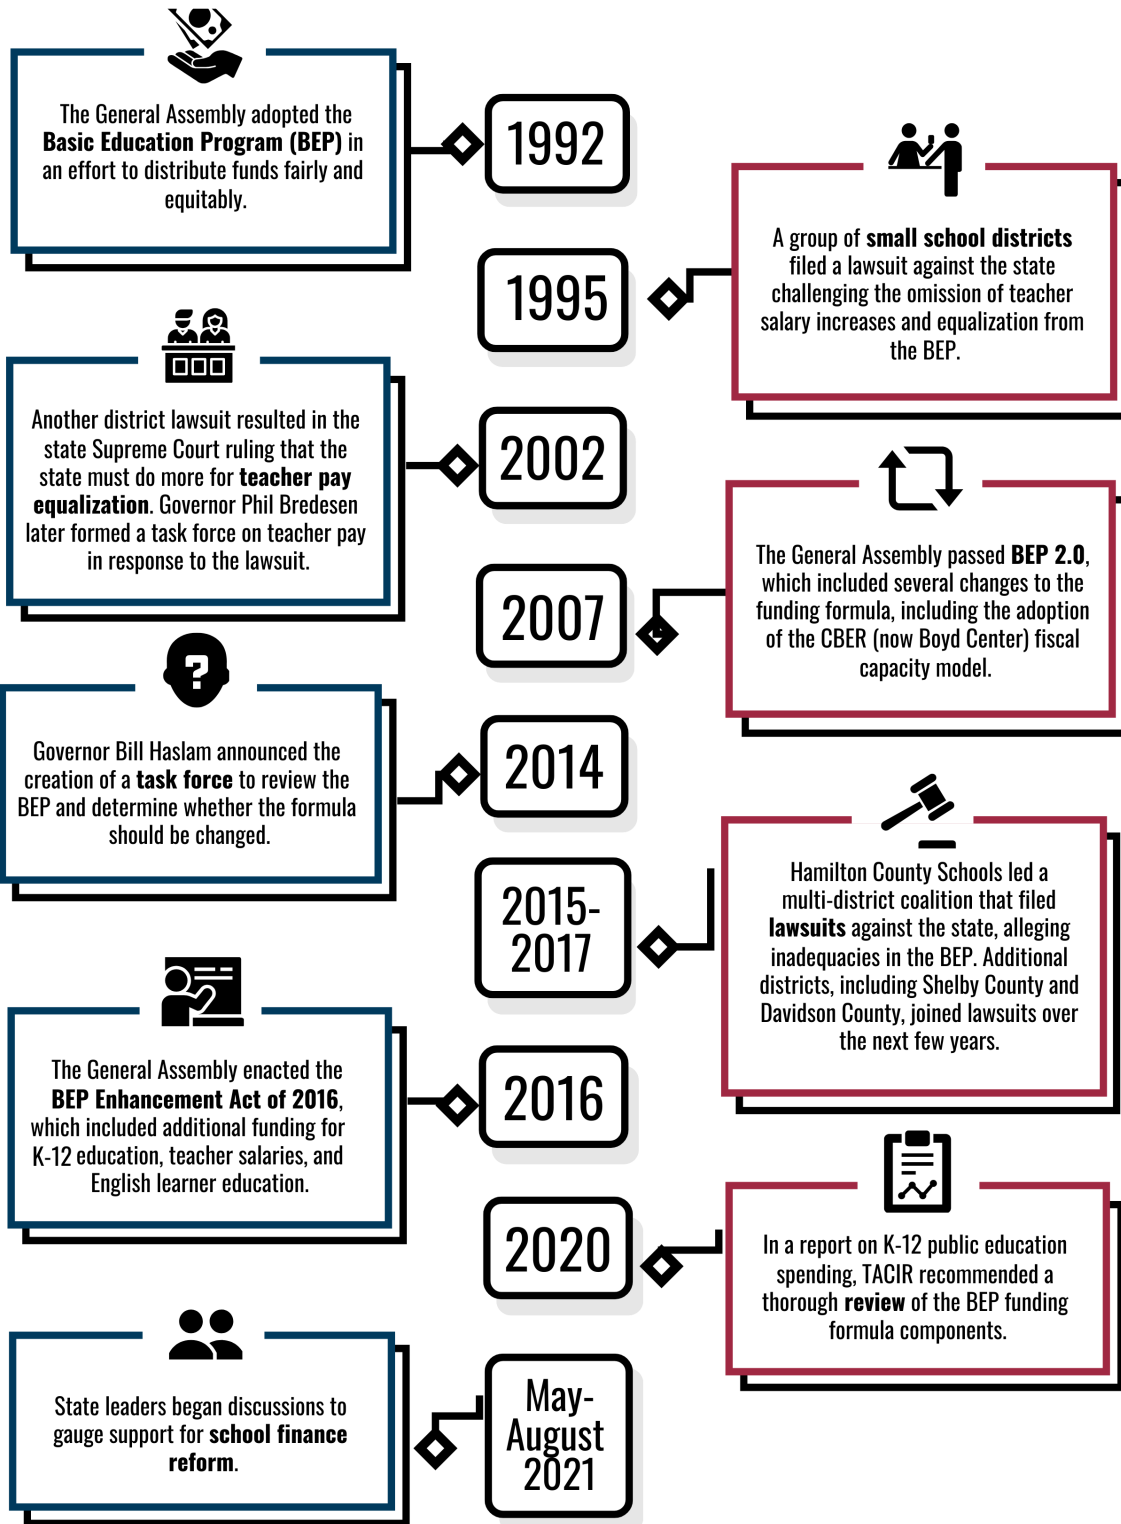 The General Assembly adopted the
Basic Education Program (BEP) in
an effort to distribute funds fairly and
equitably.
1992
A group of small school districts
filed a lawsuit against the state
challenging the omission of teacher
salary increases and equalization from
the BEP.
1995
Another district lawsuit resulted in the
state Supreme Court ruling that the
state must do more for teacher pay
equalization. Governor Phil Bredesen
later formed a task force on teacher pay
in response to the lawsuit.
2002
The General Assembly passed BEP 2.0,
which included several changes to the
funding formula, including the adoption
of the CBER (now Boyd Center) fiscal
capacity model.
2007
Governor Bill Haslam announced the
creation of a task force to review the
BEP and determine whether the formula
should be changed.
2014
Hamilton County Schools led a
multi-district coalition that filed
lawsuits against the state, alleging
inadequacies in the BEP. Additional
districts, including Shelby County and
Davidson County, joined lawsuits over
the next few years.
2015-
2017
The General Assembly enacted the
BEP Enhancement Act of 2016,
which included additional funding for
K-12 education, teacher salaries, and
English learner education.
2016
In a report on K-12 public education
spending, TACIR recommended a
thorough review of the BEP funding
formula components.
2020
State leaders began discussions to
gauge support for school finance
reform.
May-
August
2021